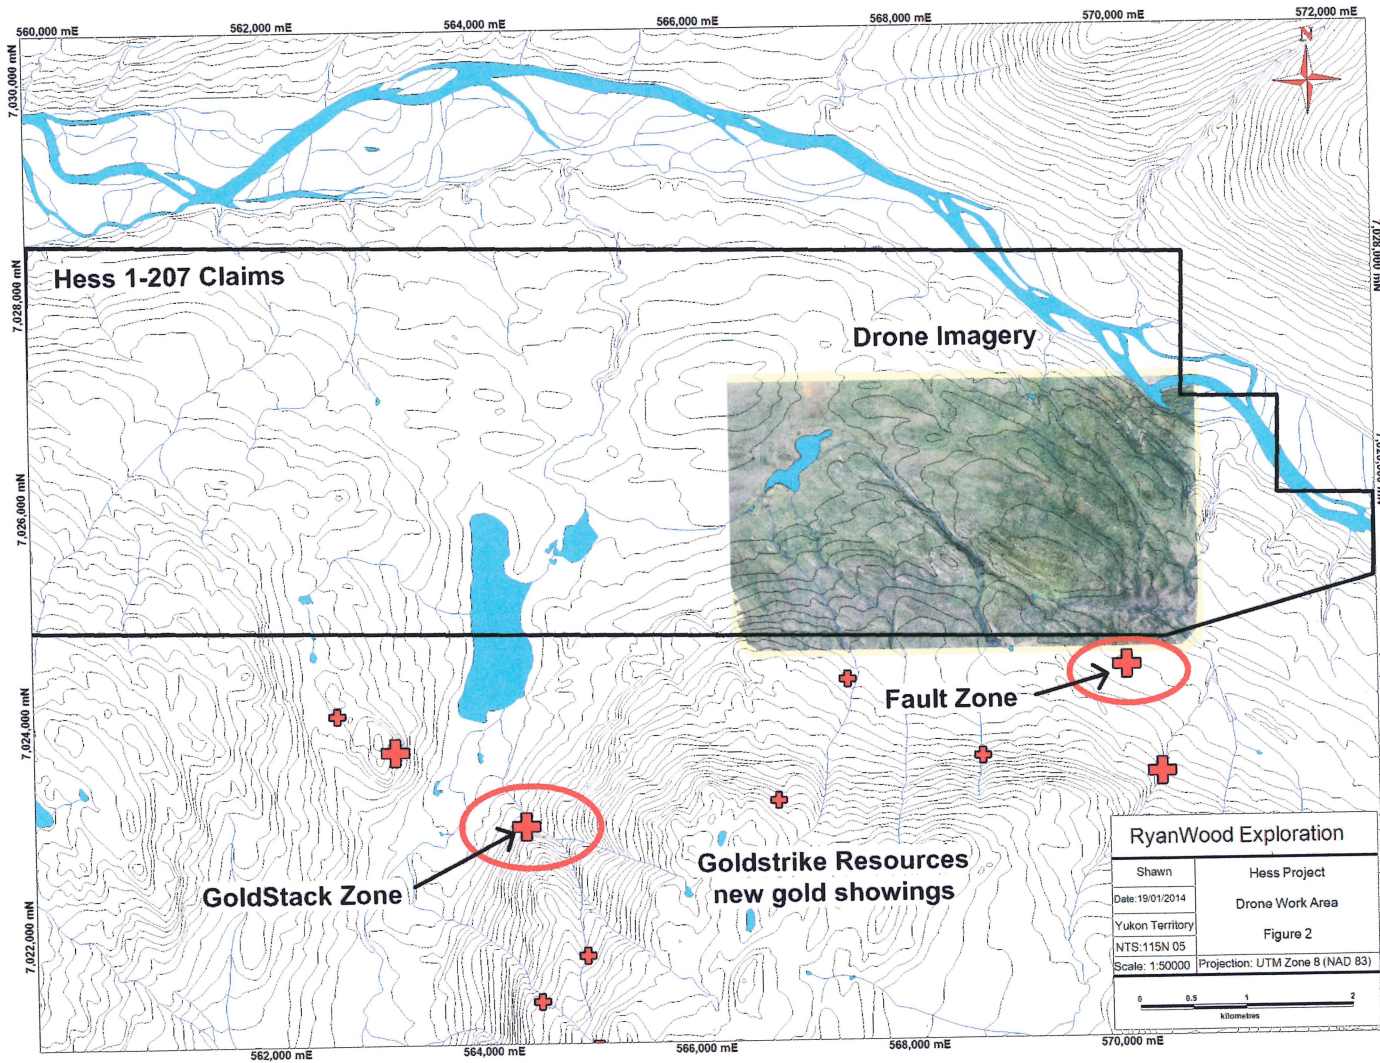 560,000 mE
562,000 mE
564,000 mE
566,000 mE
568,000 mE
570,000 mE
572,000 mE
N
7,030,000 mN
7,028,000 mN
Hess 1-207 Claims
7,028,000 mN
Drone Imagery
7,026,000 mN
7,024,000 mN
Fault Zone
GoldStack Zone
Goldstrike Resources
new gold showings
7,022,000 mN
RyanWood Exploration
Shawn
Hess Project
Date:19/01/2014
Drone Work Area
Yukon Territory
Figure 2
NTS:115N 05
Scale: 1:50000
Projection: UTM Zone 8 (NAD 83)
0 0.5 1 2
kilometres
562,000 mE
564,000 mE
566,000 mE
568,000 mE
570,000 mE